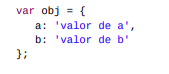 var obj = {
   a: 'valor de a',
   b: 'valor de b'
};